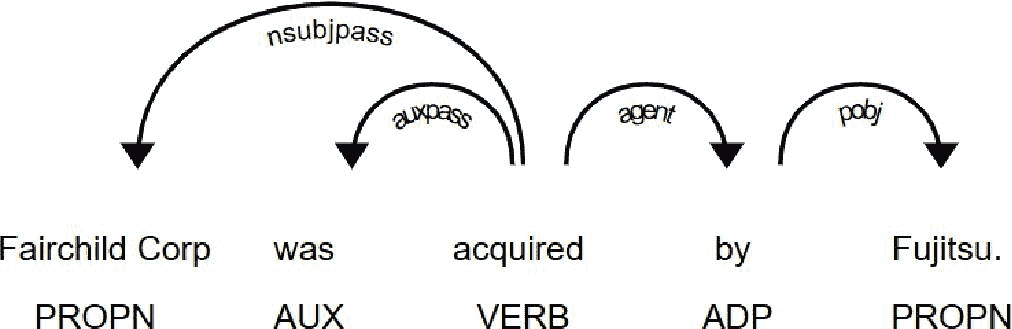 nsubjpass
auxpass agent pobj
Fairchild Corp was acquired by Fujitsu.
PROPN AUX VERB ADP PROPN